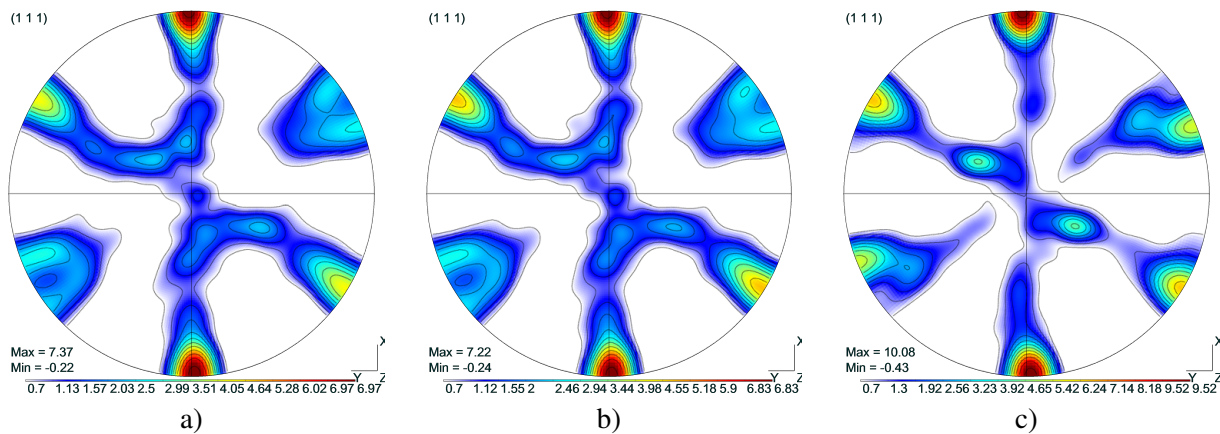 (1 1 1)
Max = 7.37
Min = -0.22
X
Y Z
0.7 1.13 1.57 2.03 2.5 2.99 3.51 4.05 4.64 5.28 6.02 6.97 6.97
a)
(1 1 1)
Max = 7.22
Min = -0.24
X
Y Z
0.7 1.12 1.55 2 2.46 2.94 3.44 3.98 4.55 5.18 5.9 6.83 6.83
b)
(1 1 1)
Max = 10.08
Min = -0.43
X
Y Z
0.7 1.3 1.92 2.56 3.23 3.92 4.65 5.42 6.24 7.14 8.18 9.52 9.52
c)